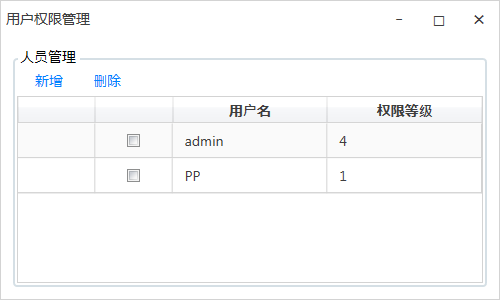 用户权限管理
人员管理
新增 删除
用户名 权限等级
admin 4
PP 1